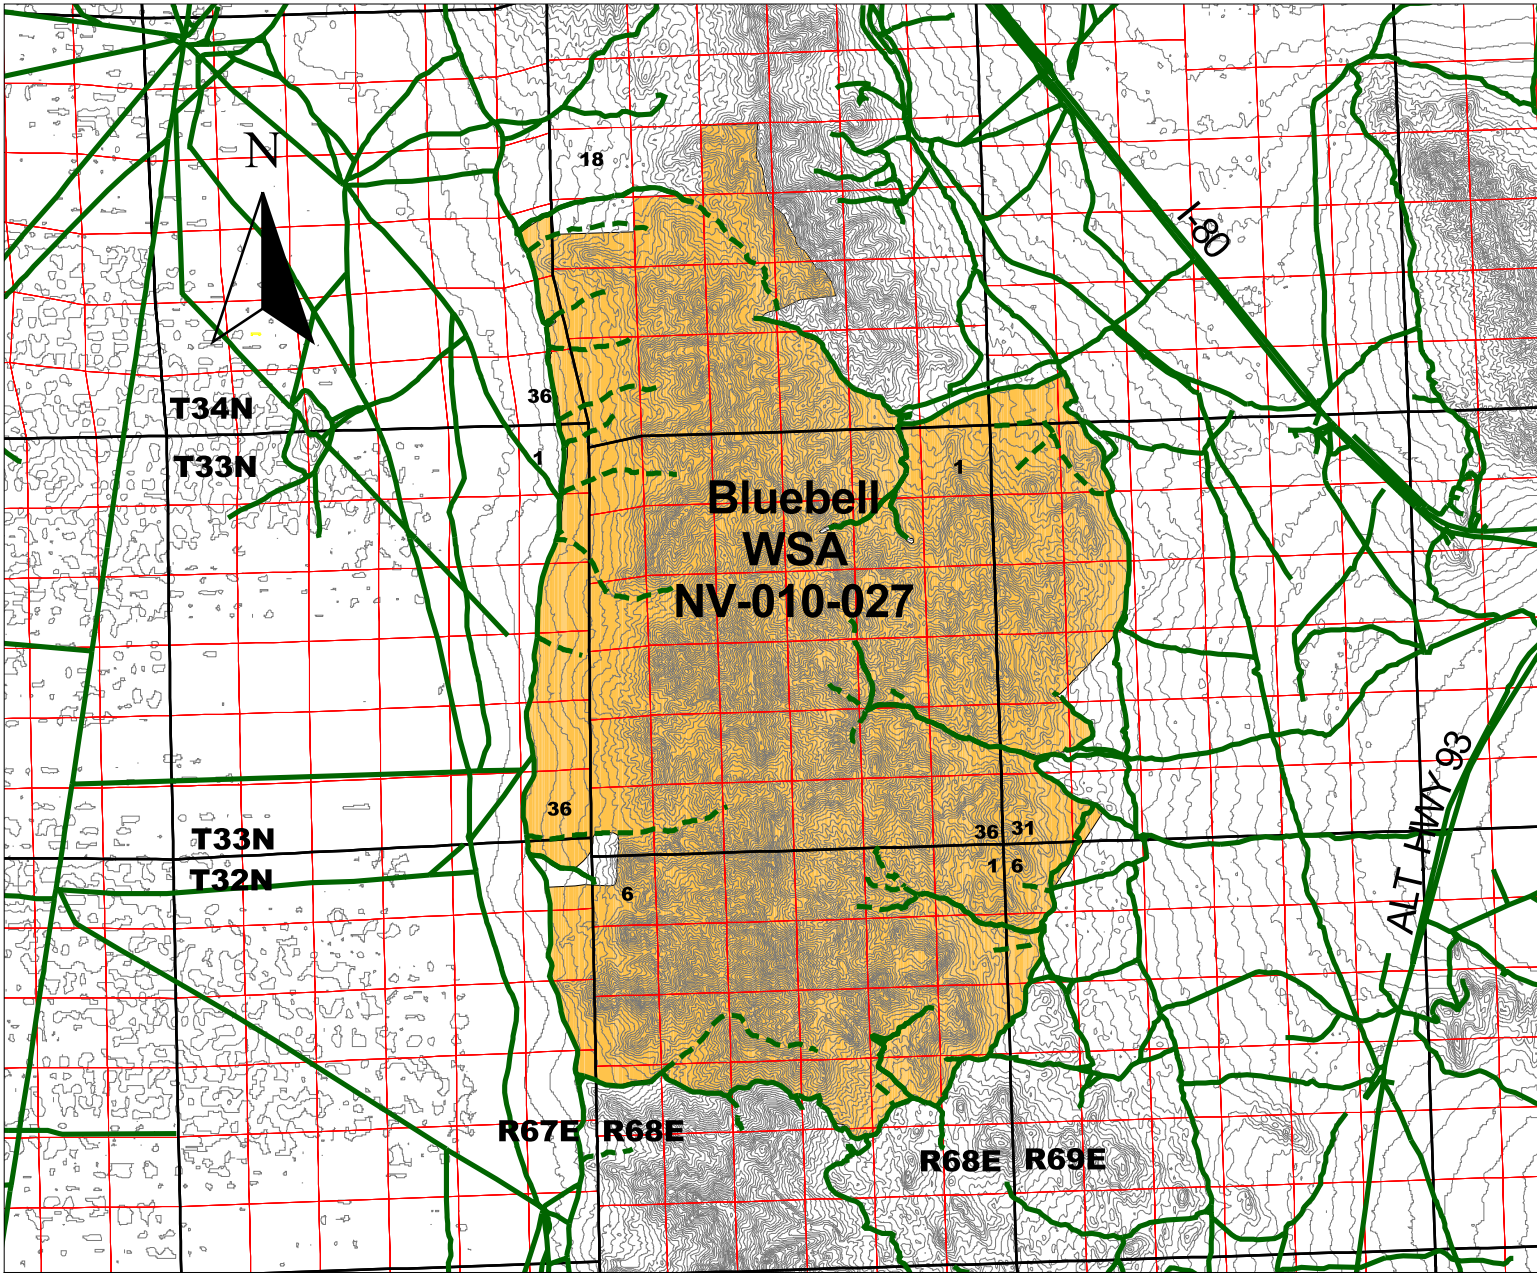 N
18
I-80
36
T34N
T33N
1
1
Bluebell
WSA
NV-010-027
ALT HWY 93
36
36 31
T33N
1 6
T32N
6
R67E R68E
R68E R69E